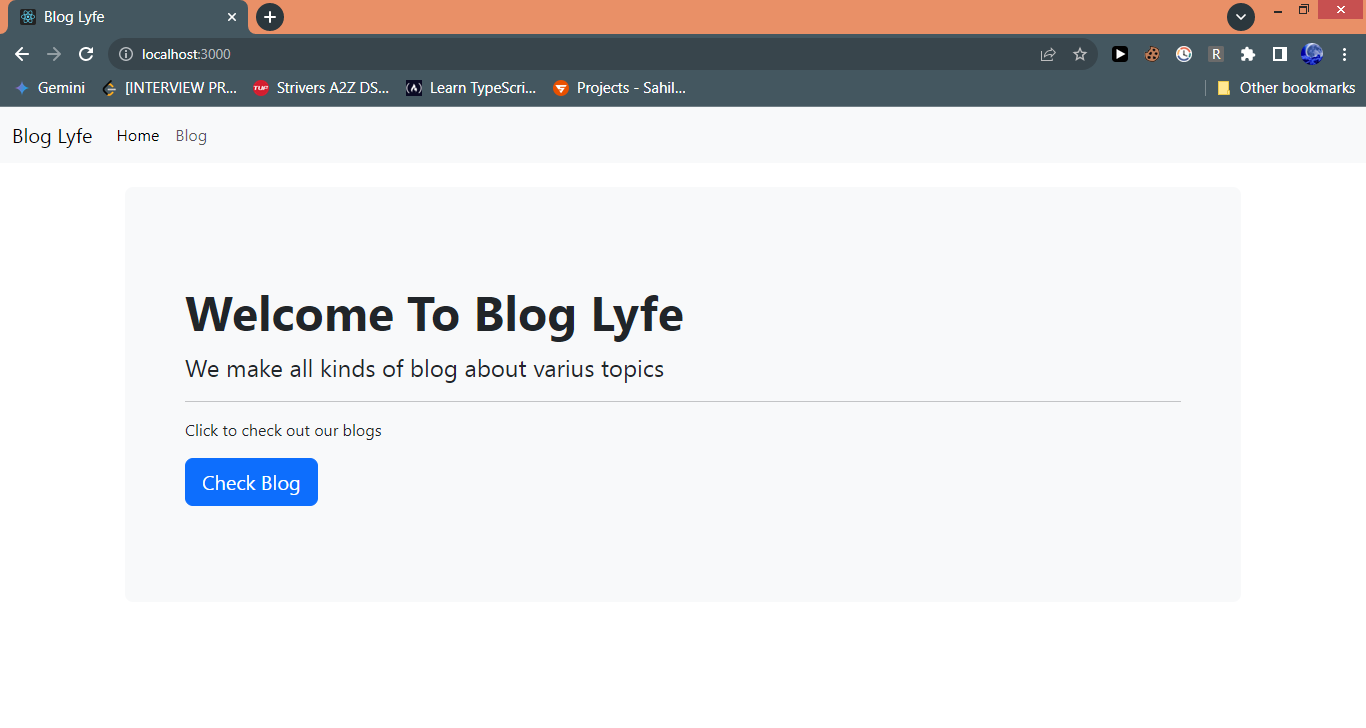 Blog Lyfe
localhost:3000
R
Gemini [INTERVIEW PR... TUF Strivers A2Z DS... Learn TypeScri... Projects - Sahil... Other bookmarks
Blog Lyfe Home Blog
Welcome To Blog Lyfe
We make all kinds of blog about varius topics
Click to check out our blogs
Check Blog